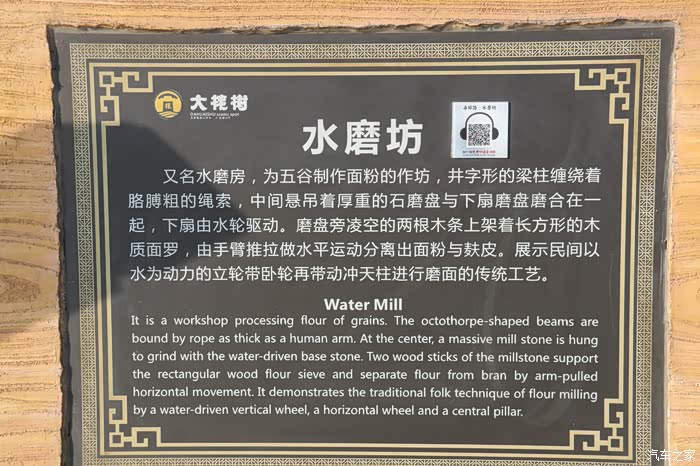 大槐树
DAHUAISHU scenic spot
水磨坊
又名水磨房，为五谷制作面粉的作坊，井字形的梁柱缠绕着
胳膊粗的绳索，中间悬吊着厚重的石磨盘与下扇磨盘磨合在一
起，下扇由水轮驱动。磨盘旁凌空的两根木条上架着长方形的木
质面罗，由手臂推拉做水平运动分离出面粉与麸皮。展示民间以
水为动力的立轮带卧轮再带动冲天柱进行磨面的传统工艺。
Water Mill
It is a workshop processing flour of grains. The octothorpe-shaped beams are
bound by rope as thick as a human arm. At the center, a massive mill stone is hung
to grind with the water-driven base stone. Two wood sticks of the millstone support
the rectangular wood flour sieve and separate flour from bran by arm-pulled
horizontal movement. It demonstrates the traditional folk technique of flour milling
by a water-driven vertical wheel, a horizontal wheel and a central pillar.
汽车之家